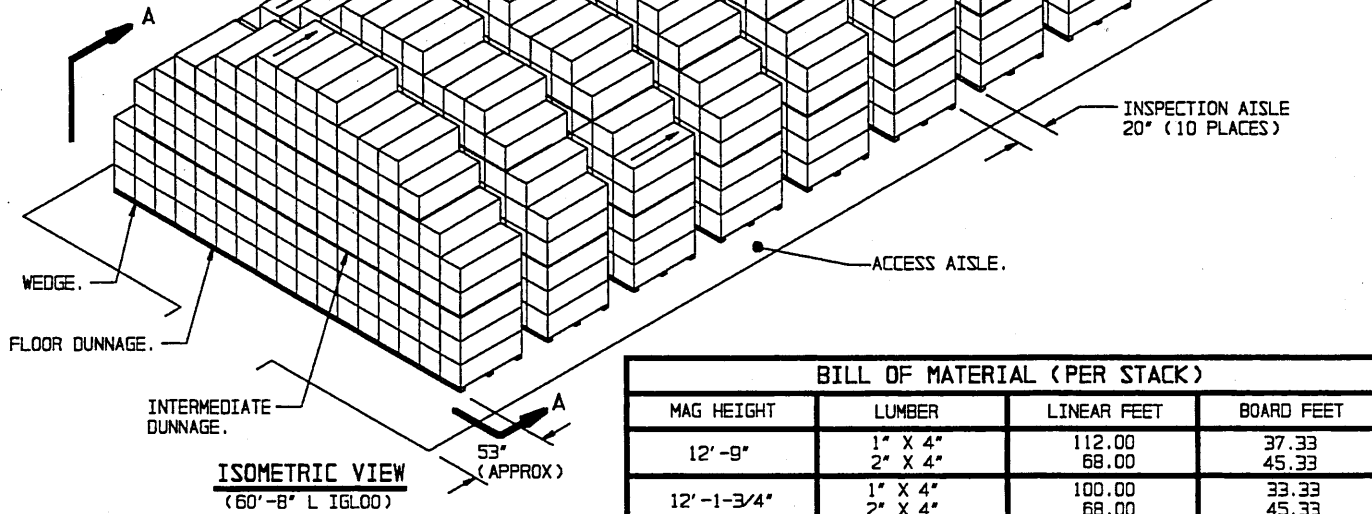 A
INSPECTION AISLE
20" (10 PLACES)
ACCESS AISLE.
WEDGE.
FLOOR DUNNAGE.
INTERMEDIATE
DUNNAGE.
A
53"
(APPROX)
ISOMETRIC VIEW
(60'-8" L IGLOO)
BILL OF MATERIAL (PER STACK)
MAG HEIGHT LUMBER LINEAR FEET BOARD FEET
12'-9" 1" X 4" 112.00 37.33
2" X 4" 68.00 45.33
12'-1-3/4" 1" X 4" 100.00 33.33
2" X 4" 68.00 45.33